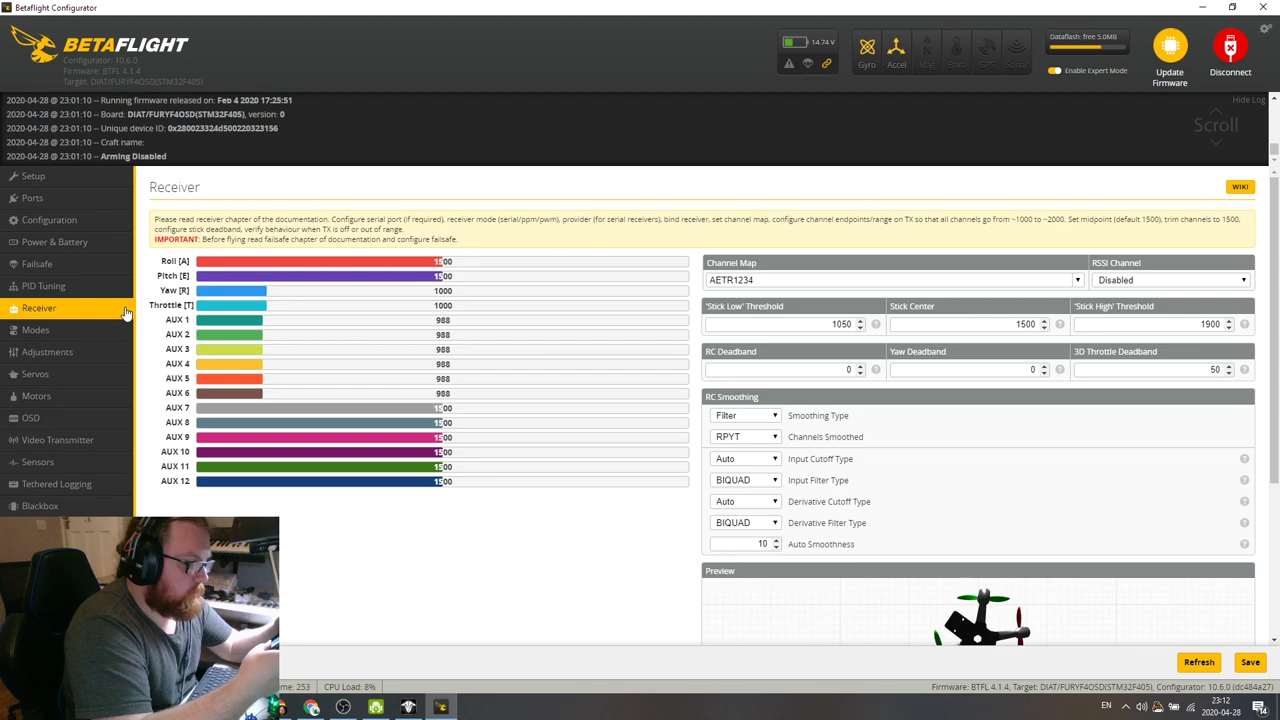 Betaflight Configurator
BETAFLIGHT
Configurator: 10.6.0
Firmware: BTFL 4.1.4
Target: DIAT/FURYF4OSD(STM32F405)
14.74 V
Gyro
Accel
Mag
Baro
GPS
Sonar
Dataflash: free 5.0MB
Enable Expert Mode
Update
Firmware
Disconnect
2020-04-28 @ 23:01:10 -- Running firmware released on: Feb 4 2020 17:25:51
2020-04-28 @ 23:01:10 -- Board: DIAT/FURYF4OSD(STM32F405), version: 0
2020-04-28 @ 23:01:10 -- Unique device ID: 0x280023324d500220323156
2020-04-28 @ 23:01:10 -- Craft name:
2020-04-28 @ 23:01:10 -- Arming Disabled
Hide Log
Scroll
Setup
Ports
Configuration
Power & Battery
Failsafe
PID Tuning
Receiver
Modes
Adjustments
Servos
Motors
OSD
Video Transmitter
Sensors
Tethered Logging
Blackbox
Receiver
WIKI
Please read receiver chapter of the documentation. Configure serial port (if required), receiver mode (serial/ppm/pwm), provider (for serial receivers), bind receiver, set channel map, configure channel endpoints/range on TX so that all channels go from ~1000 to ~2000. Set midpoint (default 1500), trim channels to 1500,
configure stick deadband, verify behaviour when TX is off or out of range.
IMPORTANT: Before flying read failsafe chapter of documentation and configure failsafe.
Roll [A] 1500
Pitch [E] 1500
Yaw [R] 1000
Throttle [T] 1000
AUX 1 988
AUX 2 988
AUX 3 988
AUX 4 988
AUX 5 988
AUX 6 988
AUX 7 1500
AUX 8 1500
AUX 9 1500
AUX 10 1500
AUX 11 1500
AUX 12 1500
Channel Map
RSSI Channel
AETR1234
Disabled
'Stick Low' Threshold
Stick Center
'Stick High' Threshold
1050 ?
1500 ?
1900 ?
RC Deadband
Yaw Deadband
3D Throttle Deadband
0 ?
0 ?
50 ?
RC Smoothing
Filter Smoothing Type
RPYT Channels Smoothed
Auto Input Cutoff Type ?
BIQUAD Input Filter Type ?
Auto Derivative Cutoff Type ?
BIQUAD Derivative Filter Type ?
10 Auto Smoothness ?
Preview
Refresh
Save
me: 253
CPU Load: 8%
Firmware: BTFL 4.1.4, Target: DIAT/FURYF4OSD(STM32F405), Configurator: 10.6.0 (dc484a27)
23:12
2020-04-28
14